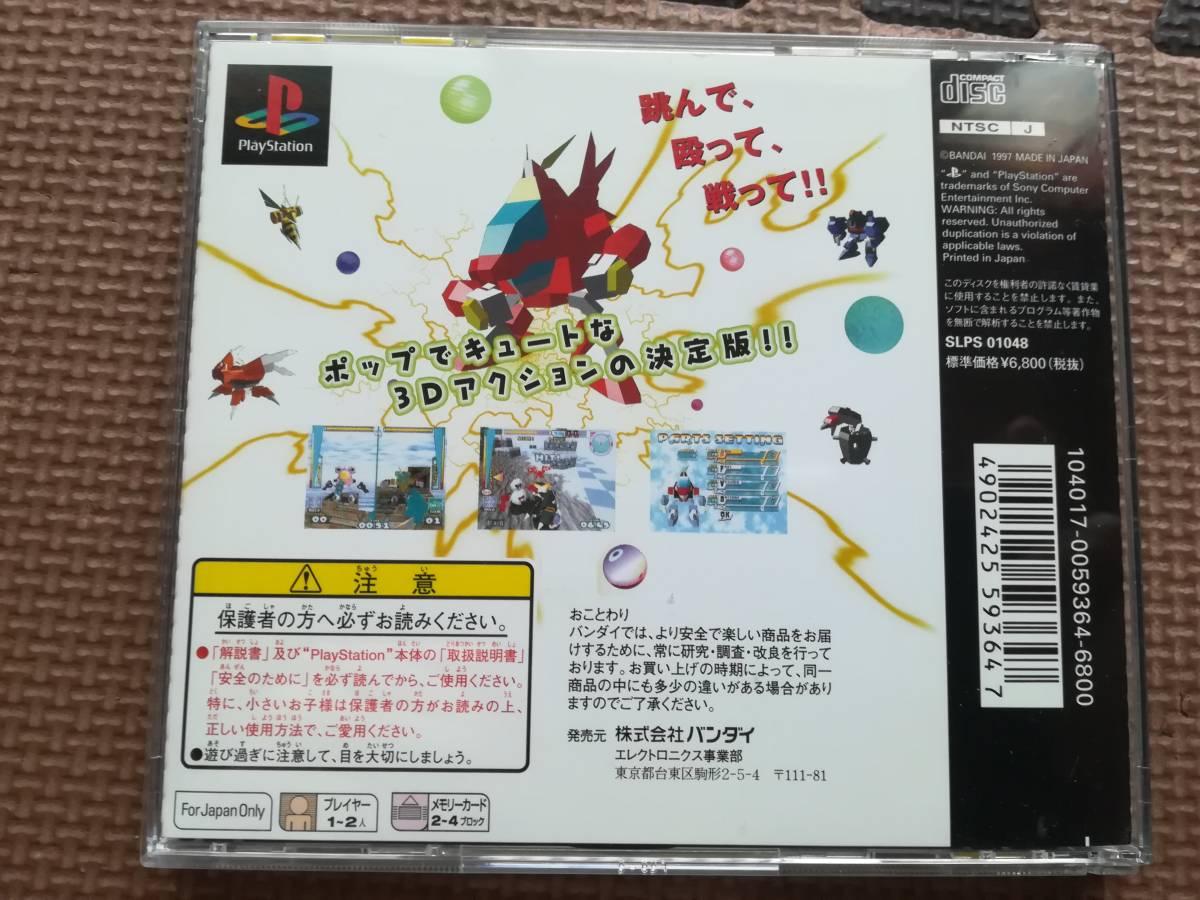 PlayStation
跳んで、
殴って、
戦って!!
ポップでキュートな
3Dアクションの決定版!!
PARTS SETTING
OK
00
00:51
01
06:45
注 意
ちゅう い
保護者の方へ必ずお読みください。
●「解説書」及び“PlayStation”本体の「取扱説明書」
「安全のために」を必ず読んでから、ご使用ください。
特に、小さいお子様は保護者の方がお読みの上、
正しい使用方法で、ご愛用ください。
●遊び過ぎに注意して、目を大切にしましょう。
For Japan Only
プレイヤー
1~2人
メモリーカード
2-4ブロック
おことわり
バンダイでは、より安全で楽しい商品をお届
けするために、常に研究・調査・改良を行って
おります。お買い上げの時期によって、同一
商品の中にも多少の違いがある場合があり
ますのでご了承ください。
発売元 株式会社バンダイ
エレクトロニクス事業部
東京都台東区駒形2-5-4 〒111-81
COMPACT
disc
NTSC J
©BANDAI 1997 MADE IN JAPAN
“ ” and “PlayStation” are
trademarks of Sony Computer
Entertainment Inc.
WARNING: All rights
reserved. Unauthorized
duplication is a violation of
applicable laws.
Printed in Japan
このディスクを権利者の許諾なく賃貸業
に使用することを禁止します。また、
ソフトに含まれるプログラム等著作物
を無断で解析することを禁止します。
SLPS 01048
標準価格¥6,800(税抜)
4902425593647
104017-0059364-6800